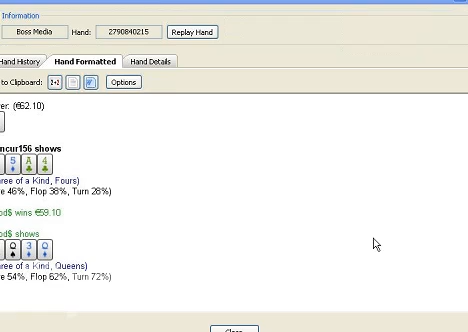 Information
Boss Media Hand: 2790840215 Replay Hand
Hand History Hand Formatted Hand Details
to Clipboard: 2+2 Options
er: (€62.10)
ncur156 shows
5 A 4
ree of a Kind, Fours)
e 46%, Flop 38%, Turn 28%)
od$ wins €59.10
od$ shows
Q 3 Q
ree of a Kind, Queens)
e 54%, Flop 62%, Turn 72%)
Close